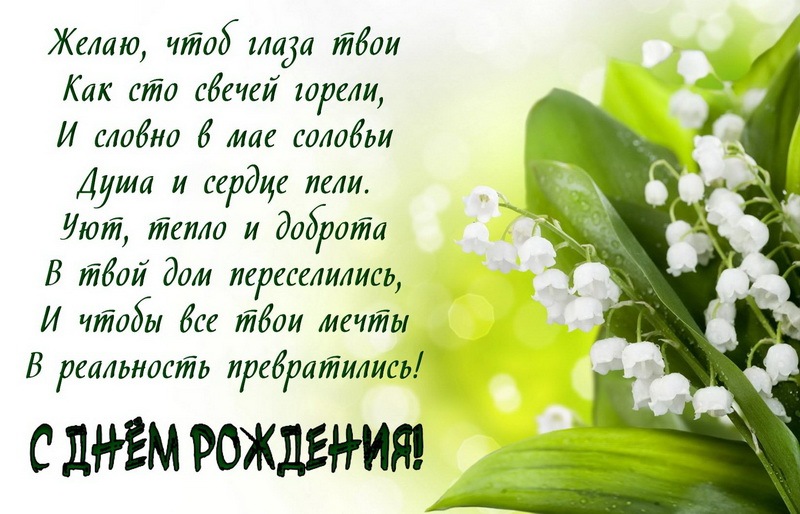 Желаю, чтоб глаза твои
Как сто свечей горели,
И словно в мае соловьи
Душа и сердце пели.
Уют, тепло и доброта
В твой дом переселились,
И чтобы все твои мечты
В реальность превратились!
С ДНЁМ РОЖДЕНИЯ!